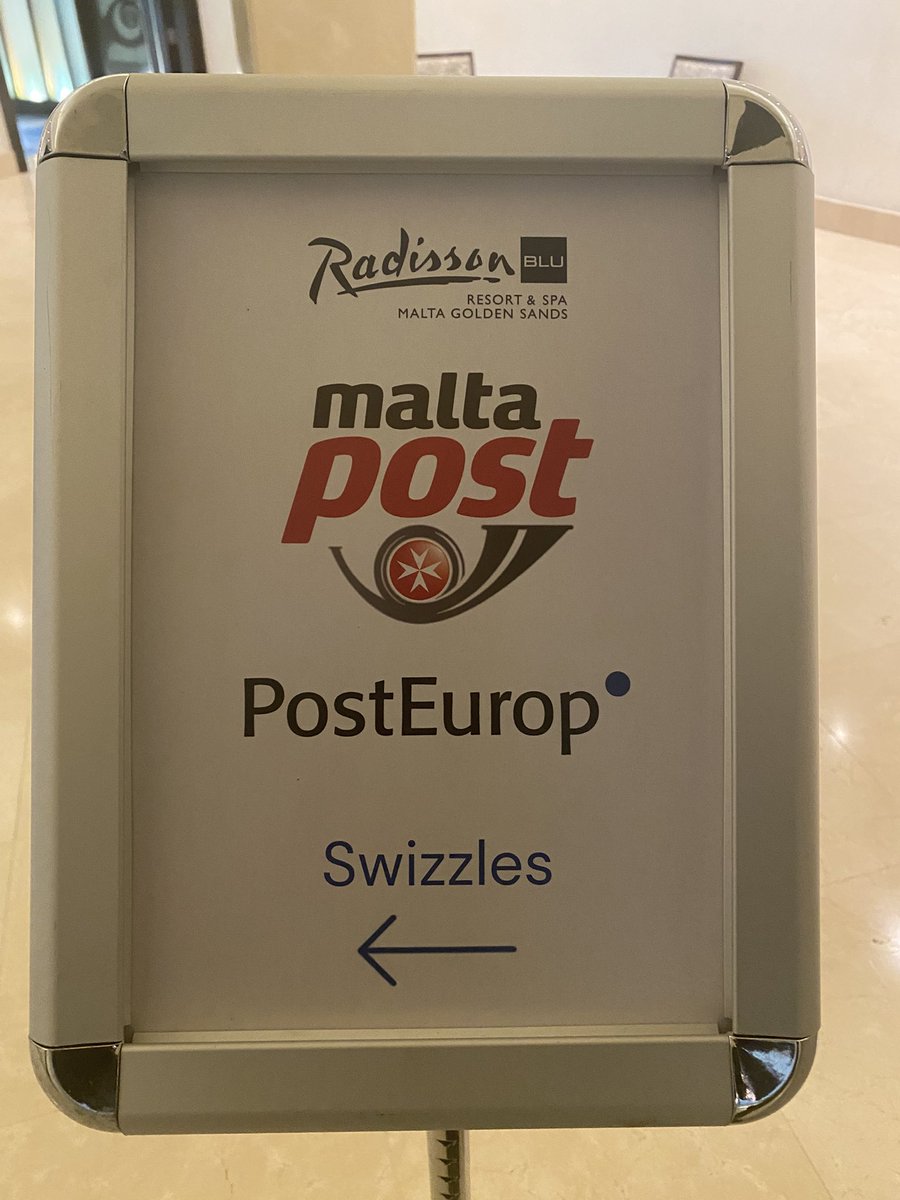 Radisson BLU
RESORT & SPA
MALTA GOLDEN SANDS
malta
post
PostEurop
Swizzles